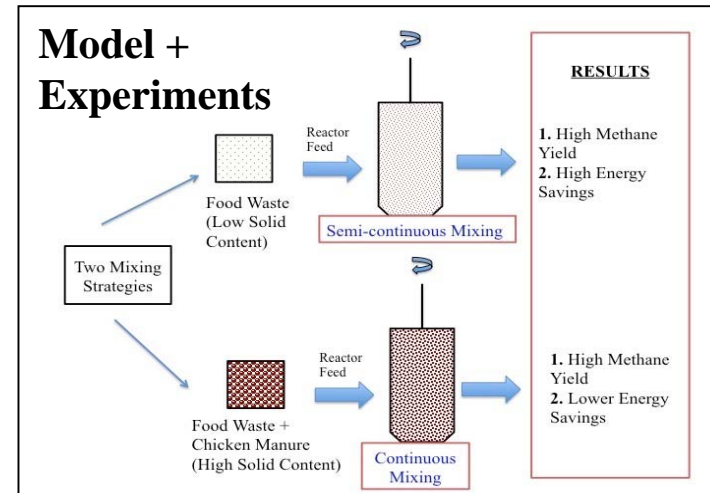 Model +
Experiments
Two Mixing
Strategies
Food Waste
(Low Solid
Content)
Reactor
Feed
Semi-continuous Mixing
Food Waste +
Chicken Manure
(High Solid Content)
Reactor
Feed
Continuous
Mixing
RESULTS
1. High Methane
Yield
2. High Energy
Savings
1. High Methane
Yield
2. Lower Energy
Savings